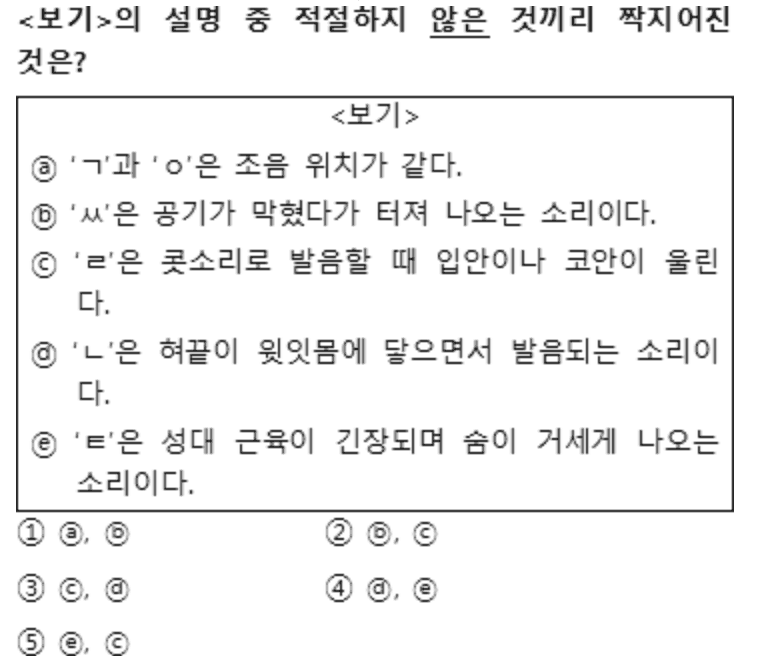 <보기>의 설명 중 적절하지 않은 것끼리 짝지어진
것은?
<보기>
ⓐ 'ㄱ'과 'ㅇ'은 조음 위치가 같다.
ⓑ 'ㅆ'은 공기가 막혔다가 터져 나오는 소리이다.
ⓒ 'ㄹ'은 콧소리로 발음할 때 입안이나 코안이 울린
다.
ⓓ 'ㄴ'은 혀끝이 윗잇몸에 닿으면서 발음되는 소리이
다.
ⓔ 'ㅌ'은 성대 근육이 긴장되며 숨이 거세게 나오는
소리이다.
① ⓐ, ⓑ ② ⓑ, ⓒ
③ ⓒ, ⓓ ④ ⓓ, ⓔ
⑤ ⓔ, ⓒ